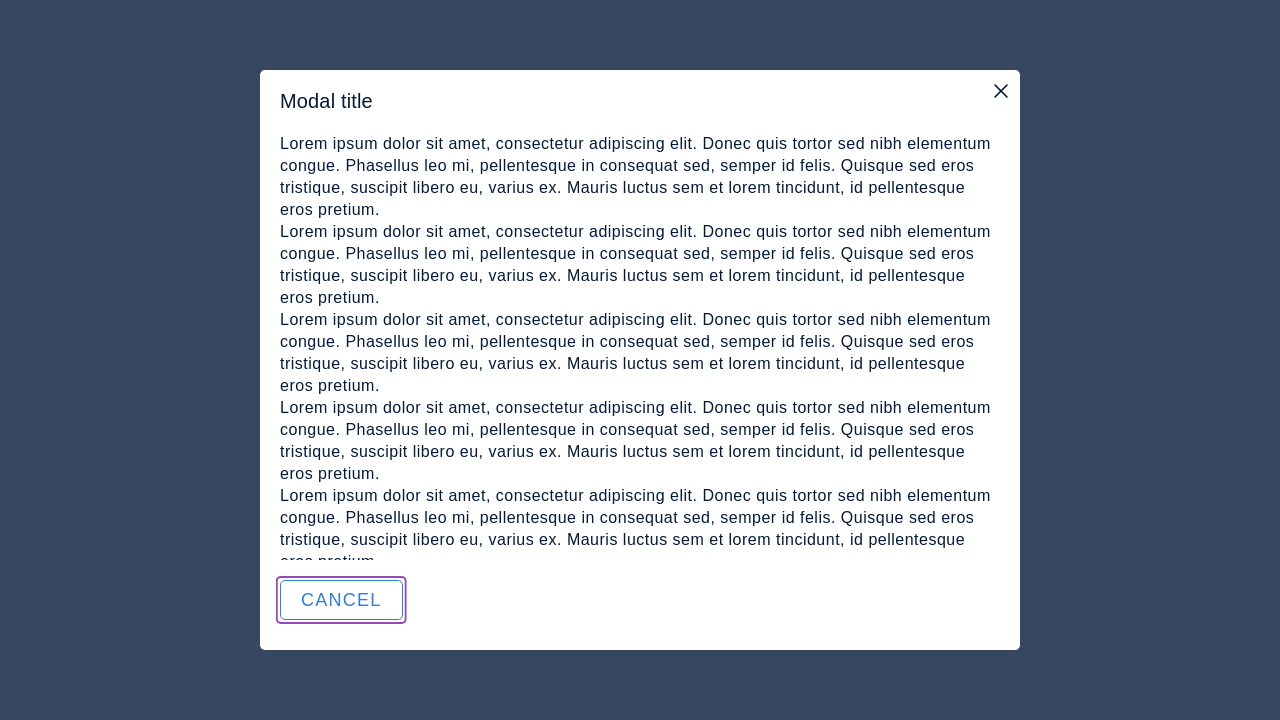 Modal title
Lorem ipsum dolor sit amet, consectetur adipiscing elit. Donec quis tortor sed nibh elementum
congue. Phasellus leo mi, pellentesque in consequat sed, semper id felis. Quisque sed eros
tristique, suscipit libero eu, varius ex. Mauris luctus sem et lorem tincidunt, id pellentesque
eros pretium.
Lorem ipsum dolor sit amet, consectetur adipiscing elit. Donec quis tortor sed nibh elementum
congue. Phasellus leo mi, pellentesque in consequat sed, semper id felis. Quisque sed eros
tristique, suscipit libero eu, varius ex. Mauris luctus sem et lorem tincidunt, id pellentesque
eros pretium.
Lorem ipsum dolor sit amet, consectetur adipiscing elit. Donec quis tortor sed nibh elementum
congue. Phasellus leo mi, pellentesque in consequat sed, semper id felis. Quisque sed eros
tristique, suscipit libero eu, varius ex. Mauris luctus sem et lorem tincidunt, id pellentesque
eros pretium.
Lorem ipsum dolor sit amet, consectetur adipiscing elit. Donec quis tortor sed nibh elementum
congue. Phasellus leo mi, pellentesque in consequat sed, semper id felis. Quisque sed eros
tristique, suscipit libero eu, varius ex. Mauris luctus sem et lorem tincidunt, id pellentesque
eros pretium.
Lorem ipsum dolor sit amet, consectetur adipiscing elit. Donec quis tortor sed nibh elementum
congue. Phasellus leo mi, pellentesque in consequat sed, semper id felis. Quisque sed eros
tristique, suscipit libero eu, varius ex. Mauris luctus sem et lorem tincidunt, id pellentesque
eros pretium.
CANCEL